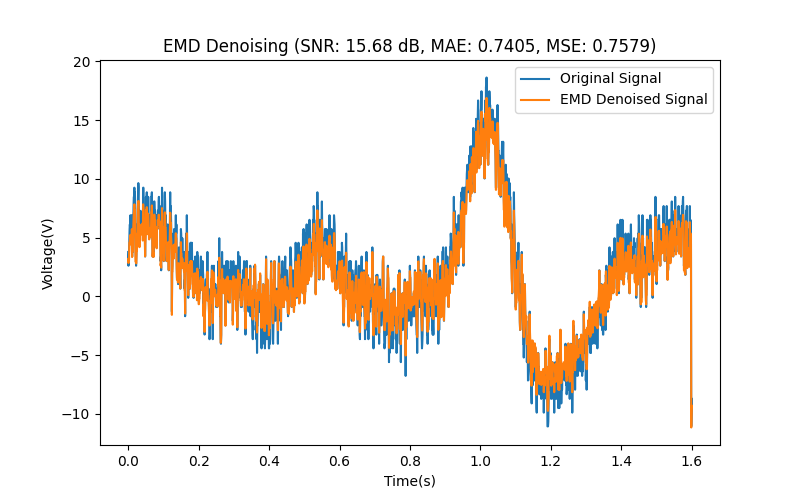 EMD Denoising (SNR: 15.68 dB, MAE: 0.7405, MSE: 0.7579)
Original Signal
EMD Denoised Signal
Voltage(V)
20
15
10
5
0
−5
−10
0.0 0.2 0.4 0.6 0.8 1.0 1.2 1.4 1.6
Time(s)